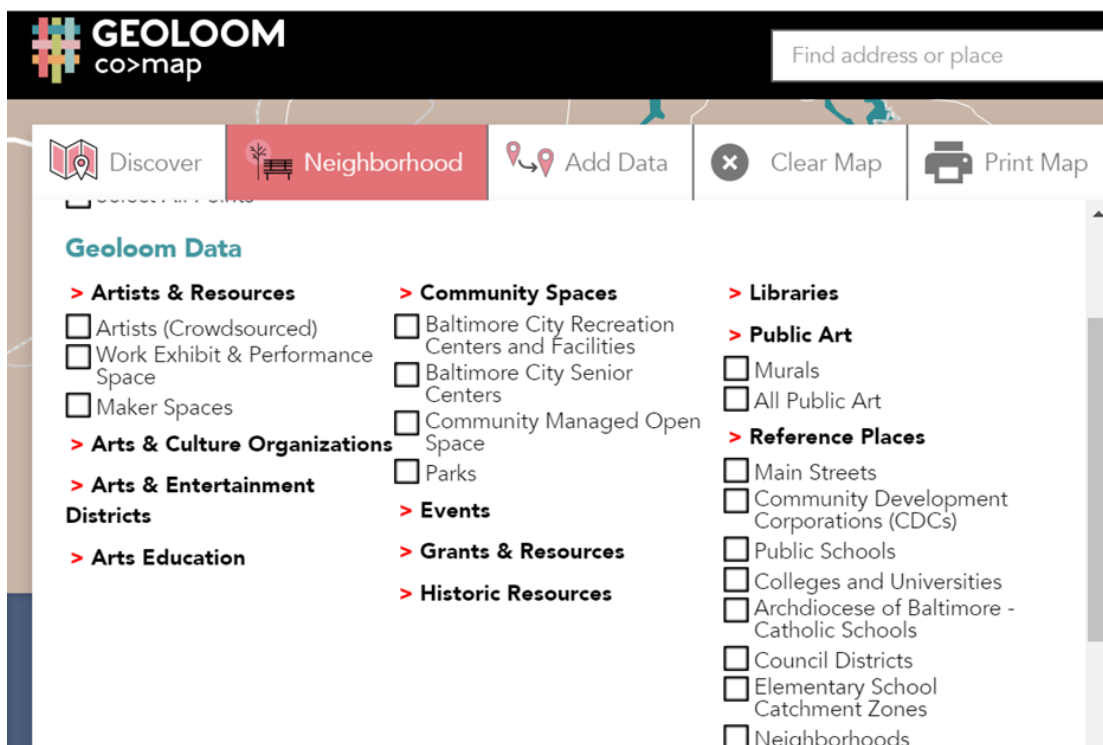 GEOLOOM
co>map
Find address or place
Discover
Neighborhood
Add Data
Clear Map
Print Map
Select All Points
Geoloom Data
> Artists & Resources
Artists (Crowdsourced)
Work Exhibit & Performance
Space
Maker Spaces
> Arts & Culture Organizations
> Arts & Entertainment
Districts
> Arts Education
> Community Spaces
Baltimore City Recreation
Centers and Facilities
Baltimore City Senior
Centers
Community Managed Open
Space
Parks
> Events
> Grants & Resources
> Historic Resources
> Libraries
> Public Art
Murals
All Public Art
> Reference Places
Main Streets
Community Development
Corporations (CDCs)
Public Schools
Colleges and Universities
Archdiocese of Baltimore -
Catholic Schools
Council Districts
Elementary School
Catchment Zones
Neighborhoods